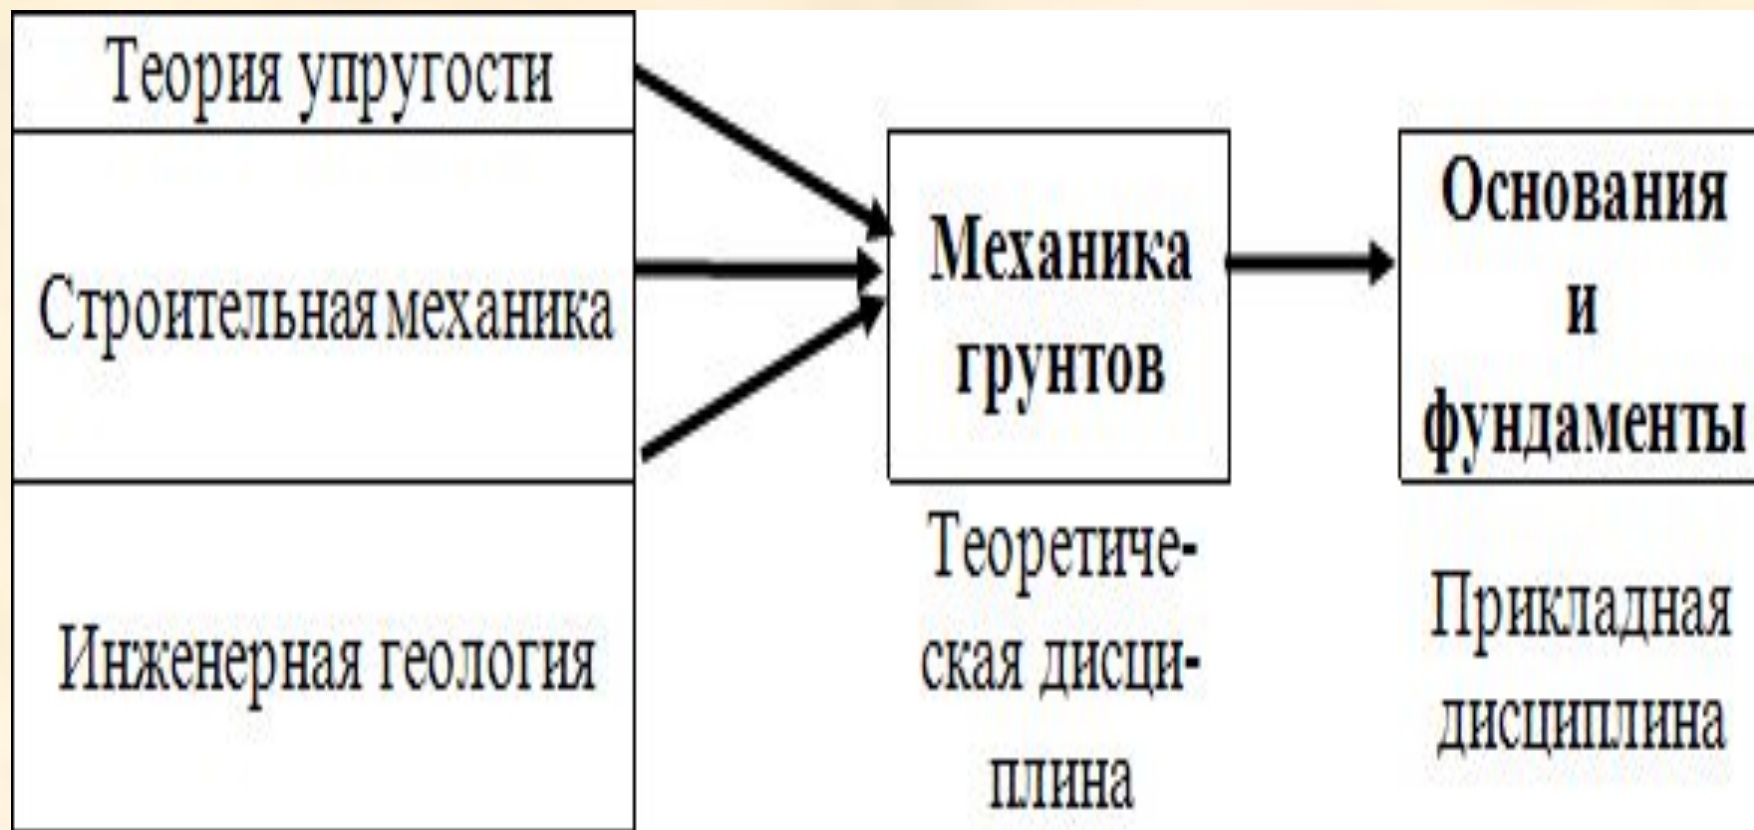 Теория упругости
Строительная механика
Инженерная геология
Механика
грунтов
Теоретиче-
ская дисци-
плина
Основания
и
фундаменты
Прикладная
дисциплина